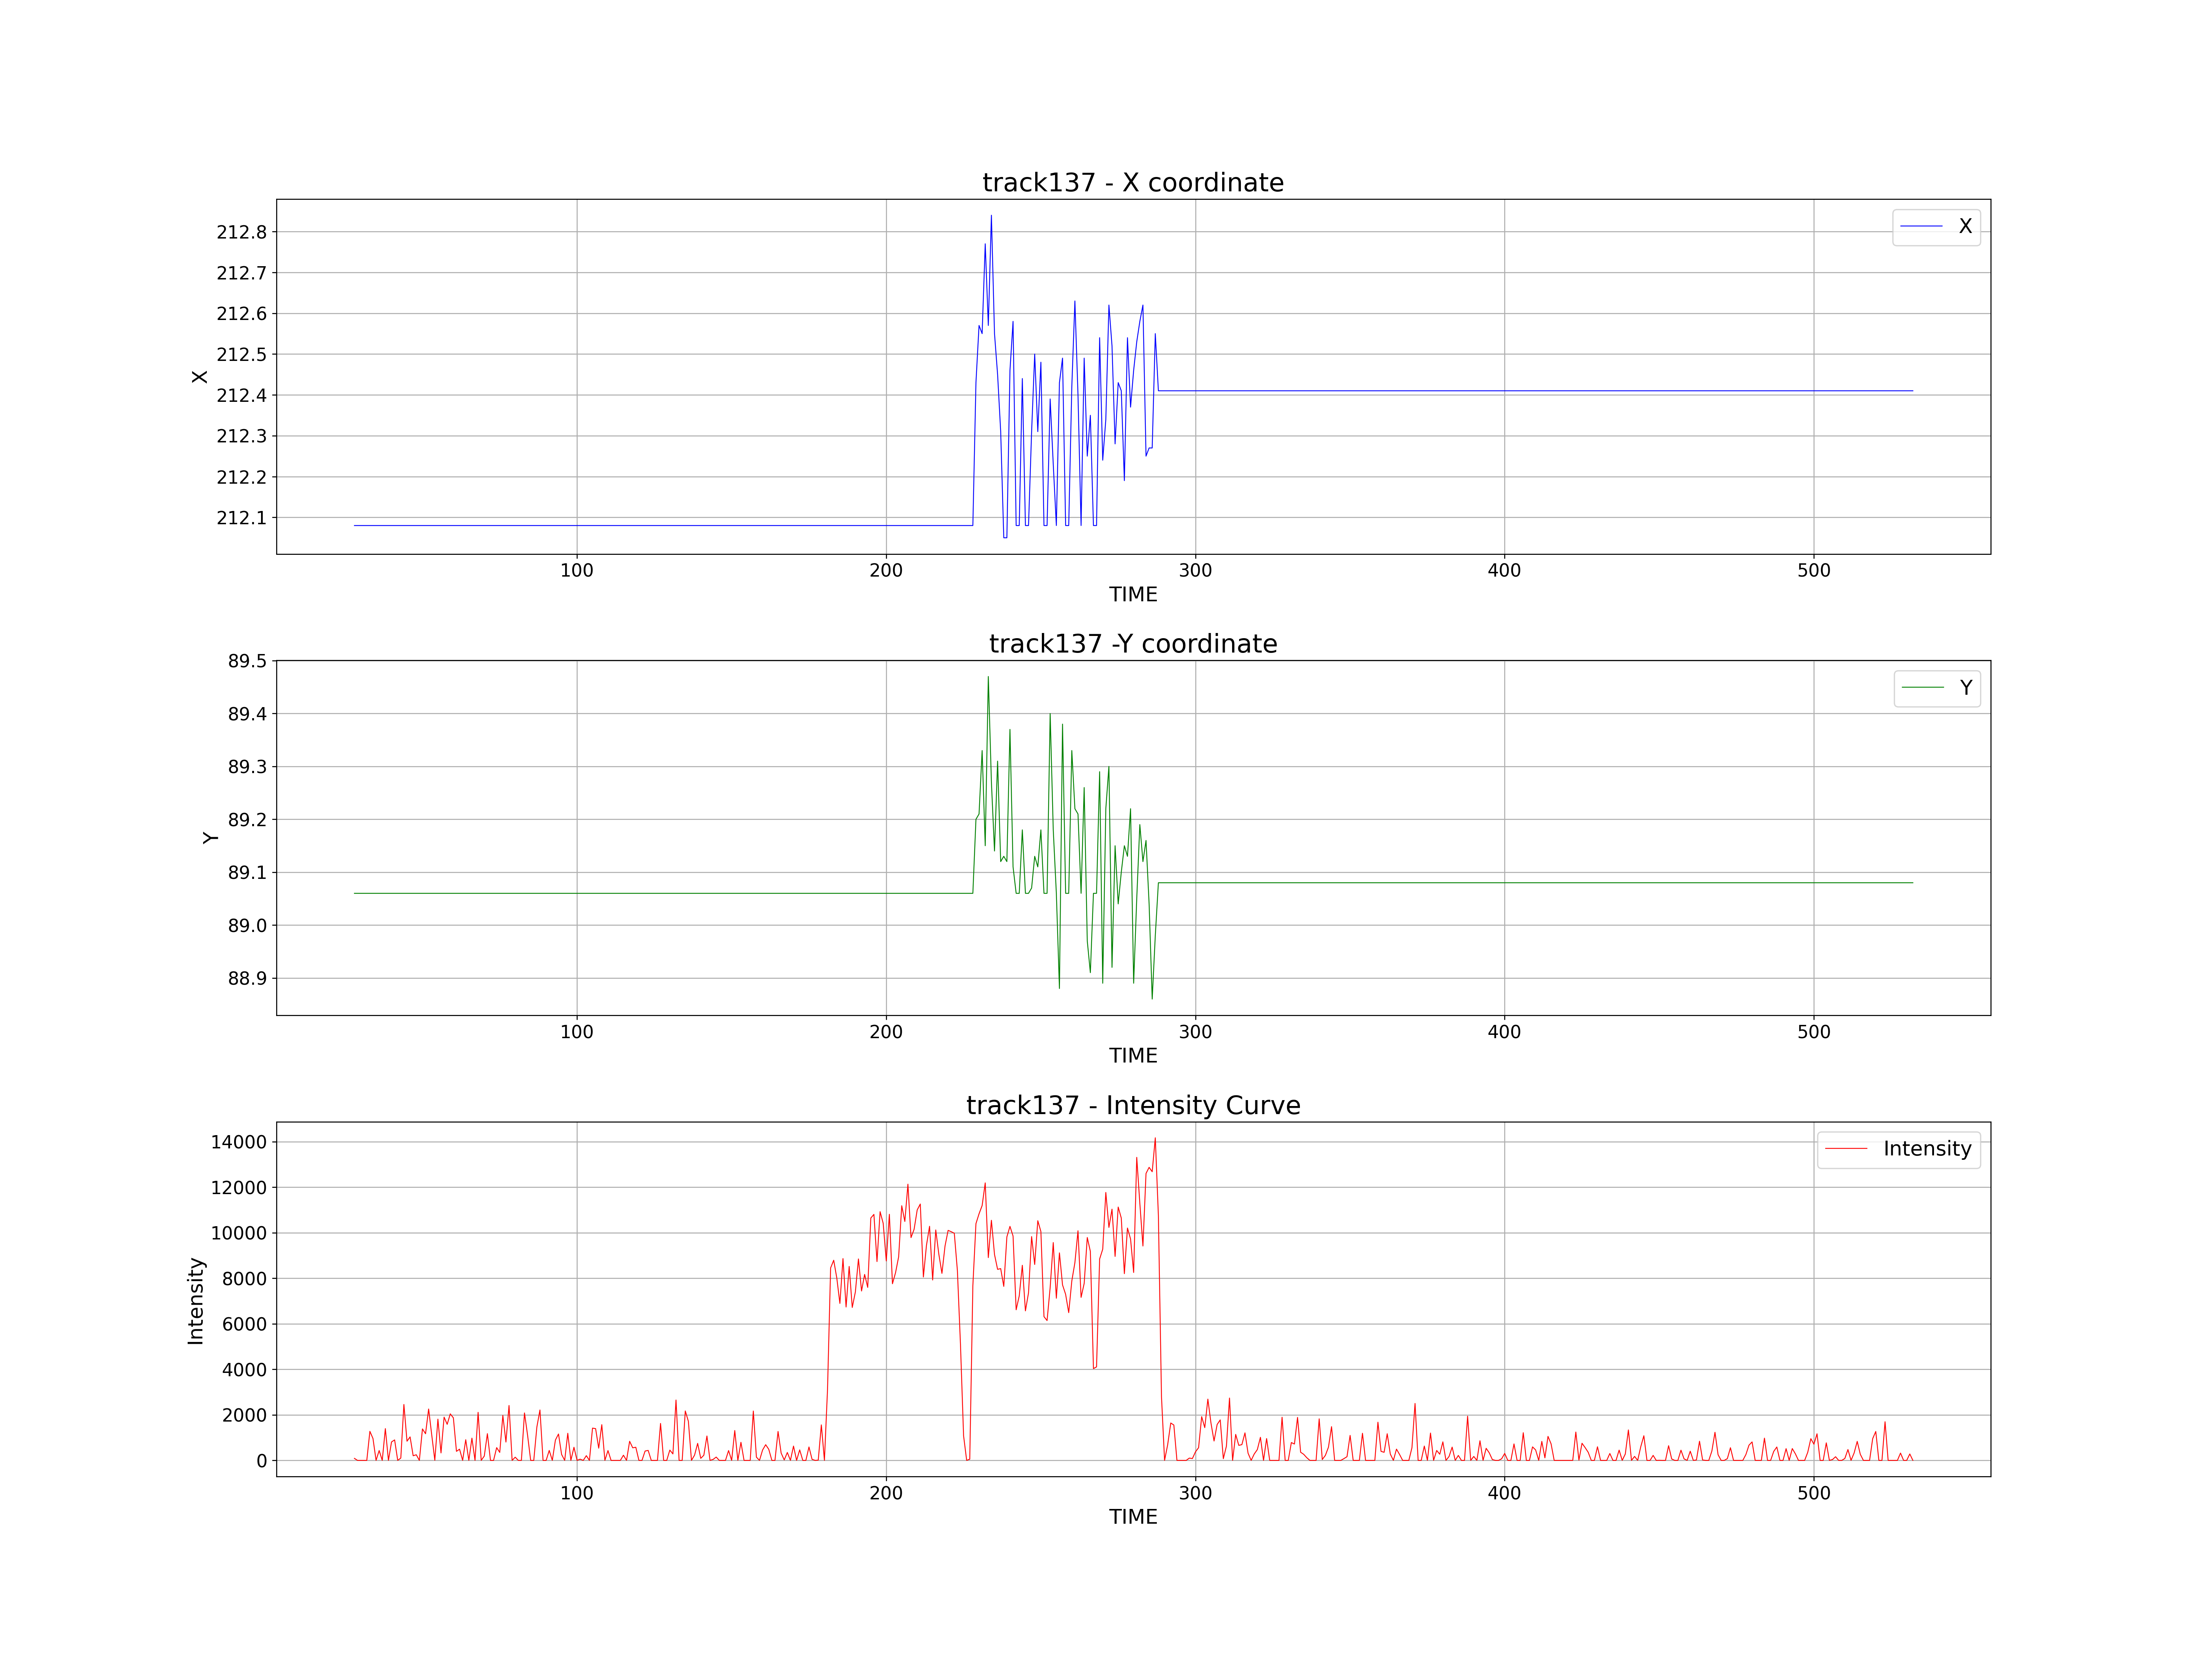 track137 - X coordinate
X
212.8
212.7
212.6
212.5
212.4
212.3
212.2
212.1
X
100 200 300 400 500
TIME
track137 -Y coordinate
Y
89.5
89.4
89.3
89.2
89.1
89.0
88.9
Y
100 200 300 400 500
TIME
track137 - Intensity Curve
Intensity
14000
12000
10000
8000
6000
4000
2000
0
Intensity
100 200 300 400 500
TIME